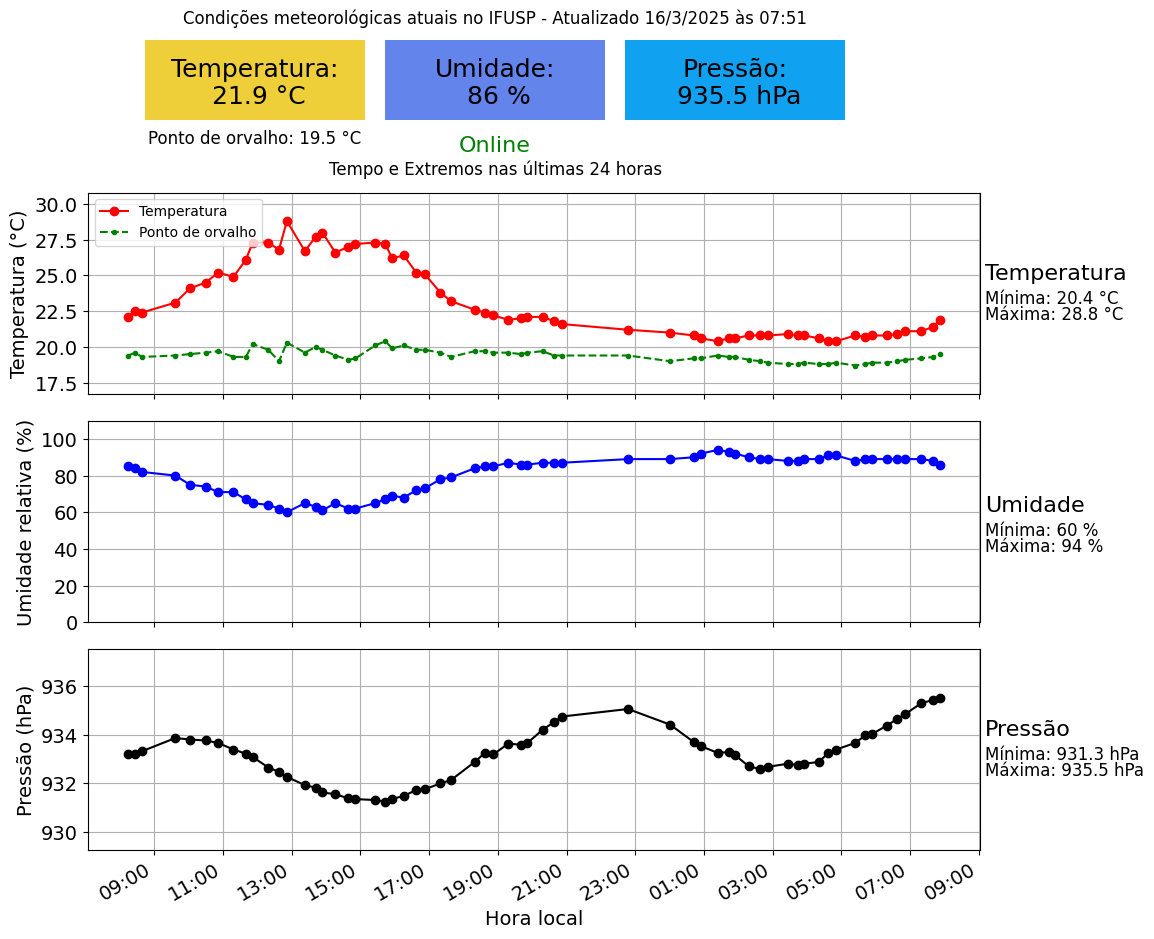 Condições meteorológicas atuais no IFUSP - Atualizado 16/3/2025 às 07:51
Temperatura:
21.9 °C
Umidade:
86 %
Pressão:
935.5 hPa
Ponto de orvalho: 19.5 °C
Online
Tempo e Extremos nas últimas 24 horas
Temperatura (°C)
30.0
27.5
25.0
22.5
20.0
17.5
Temperatura
Ponto de orvalho
Temperatura
Mínima: 20.4 °C
Máxima: 28.8 °C
Umidade relativa (%)
100
80
60
40
20
0
Umidade
Mínima: 60 %
Máxima: 94 %
Pressão (hPa)
936
934
932
930
Pressão
Mínima: 931.3 hPa
Máxima: 935.5 hPa
09:00
11:00
13:00
15:00
17:00
19:00
21:00
23:00
01:00
03:00
05:00
07:00
09:00
Hora local